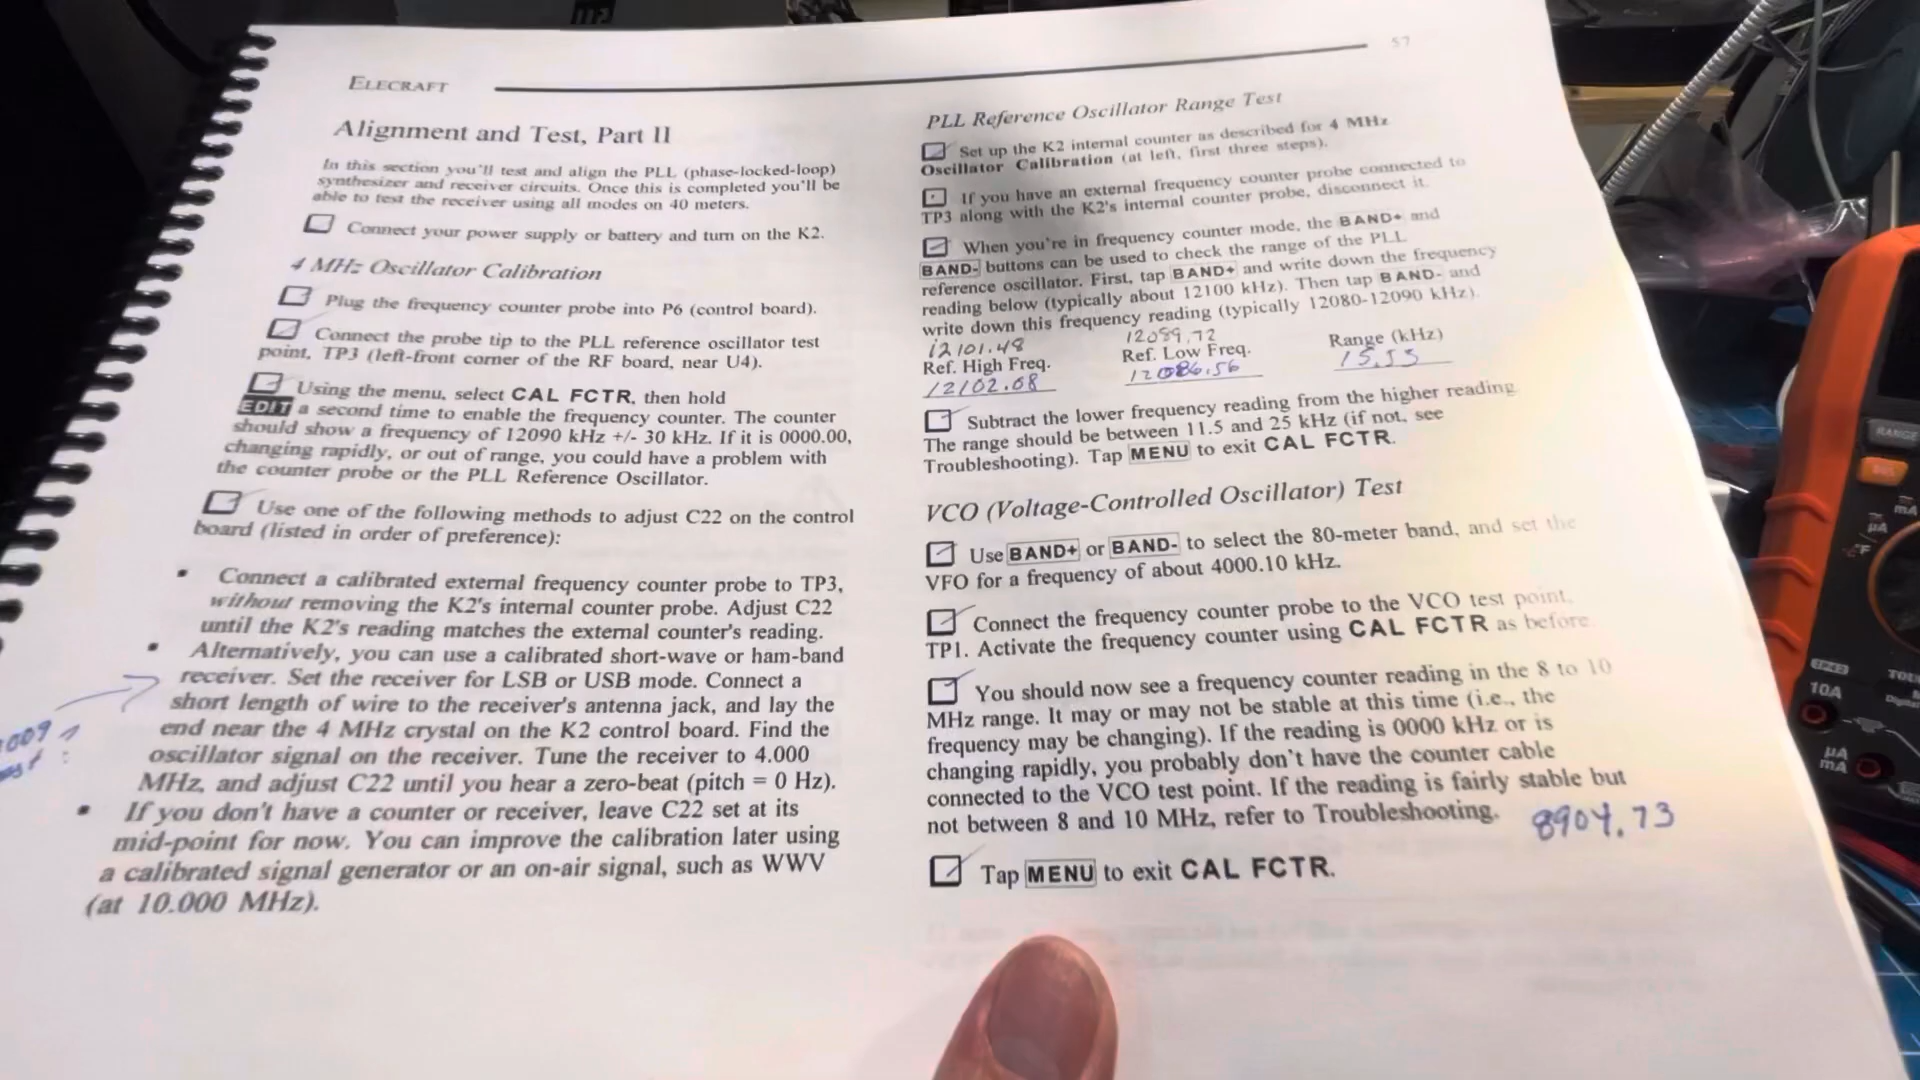 ELECRAFT
57
Alignment and Test, Part II
In this section you'll test and align the PLL (phase-locked-loop)
synthesizer and receiver circuits. Once this is completed you'll be
able to test the receiver using all modes on 40 meters.
Connect your power supply or battery and turn on the K2.
4 MHz Oscillator Calibration
Plug the frequency counter probe into P6 (control board).
Connect the probe tip to the PLL reference oscillator test
point, TP3 (left-front corner of the RF board, near U4).
Using the menu, select CAL FCTR, then hold
EDIT a second time to enable the frequency counter. The counter
should show a frequency of 12090 kHz +/- 30 kHz. If it is 0000.00,
changing rapidly, or out of range, you could have a problem with
the counter probe or the PLL Reference Oscillator.
Use one of the following methods to adjust C22 on the control
board (listed in order of preference):
• Connect a calibrated external frequency counter probe to TP3,
without removing the K2's internal counter probe. Adjust C22
until the K2's reading matches the external counter's reading.
• Alternatively, you can use a calibrated short-wave or ham-band
receiver. Set the receiver for LSB or USB mode. Connect a
short length of wire to the receiver's antenna jack, and lay the
end near the 4 MHz crystal on the K2 control board. Find the
oscillator signal on the receiver. Tune the receiver to 4.000
MHz, and adjust C22 until you hear a zero-beat (pitch = 0 Hz).
• If you don't have a counter or receiver, leave C22 set at its
mid-point for now. You can improve the calibration later using
a calibrated signal generator or an on-air signal, such as WWV
(at 10.000 MHz).
PLL Reference Oscillator Range Test
Set up the K2 internal counter as described for 4 MHz
Oscillator Calibration (at left, first three steps).
If you have an external frequency counter probe connected to
TP3 along with the K2's internal counter probe, disconnect it.
When you're in frequency counter mode, the BAND+ and
BAND- buttons can be used to check the range of the PLL
reference oscillator. First, tap BAND+ and write down the frequency
reading below (typically about 12100 kHz). Then tap BAND- and
write down this frequency reading (typically 12080-12090 kHz).
12101.48 12089.72
Ref. High Freq. Ref. Low Freq. Range (kHz)
12102.08 12086.56 15.55
Subtract the lower frequency reading from the higher reading
The range should be between 11.5 and 25 kHz (if not, see
Troubleshooting). Tap MENU to exit CAL FCTR.
VCO (Voltage-Controlled Oscillator) Test
Use BAND+ or BAND- to select the 80-meter band, and set the
VFO for a frequency of about 4000.10 kHz.
Connect the frequency counter probe to the VCO test point,
TP1. Activate the frequency counter using CAL FCTR as before
You should now see a frequency counter reading in the 8 to 10
MHz range. It may or may not be stable at this time (i.e., the
frequency may be changing). If the reading is 0000 kHz or is
changing rapidly, you probably don't have the counter cable
connected to the VCO test point. If the reading is fairly stable but
not between 8 and 10 MHz, refer to Troubleshooting.
8904.73
Tap MENU to exit CAL FCTR.
RANGE
mA
µA
°F
IP43
10A
µA
mA